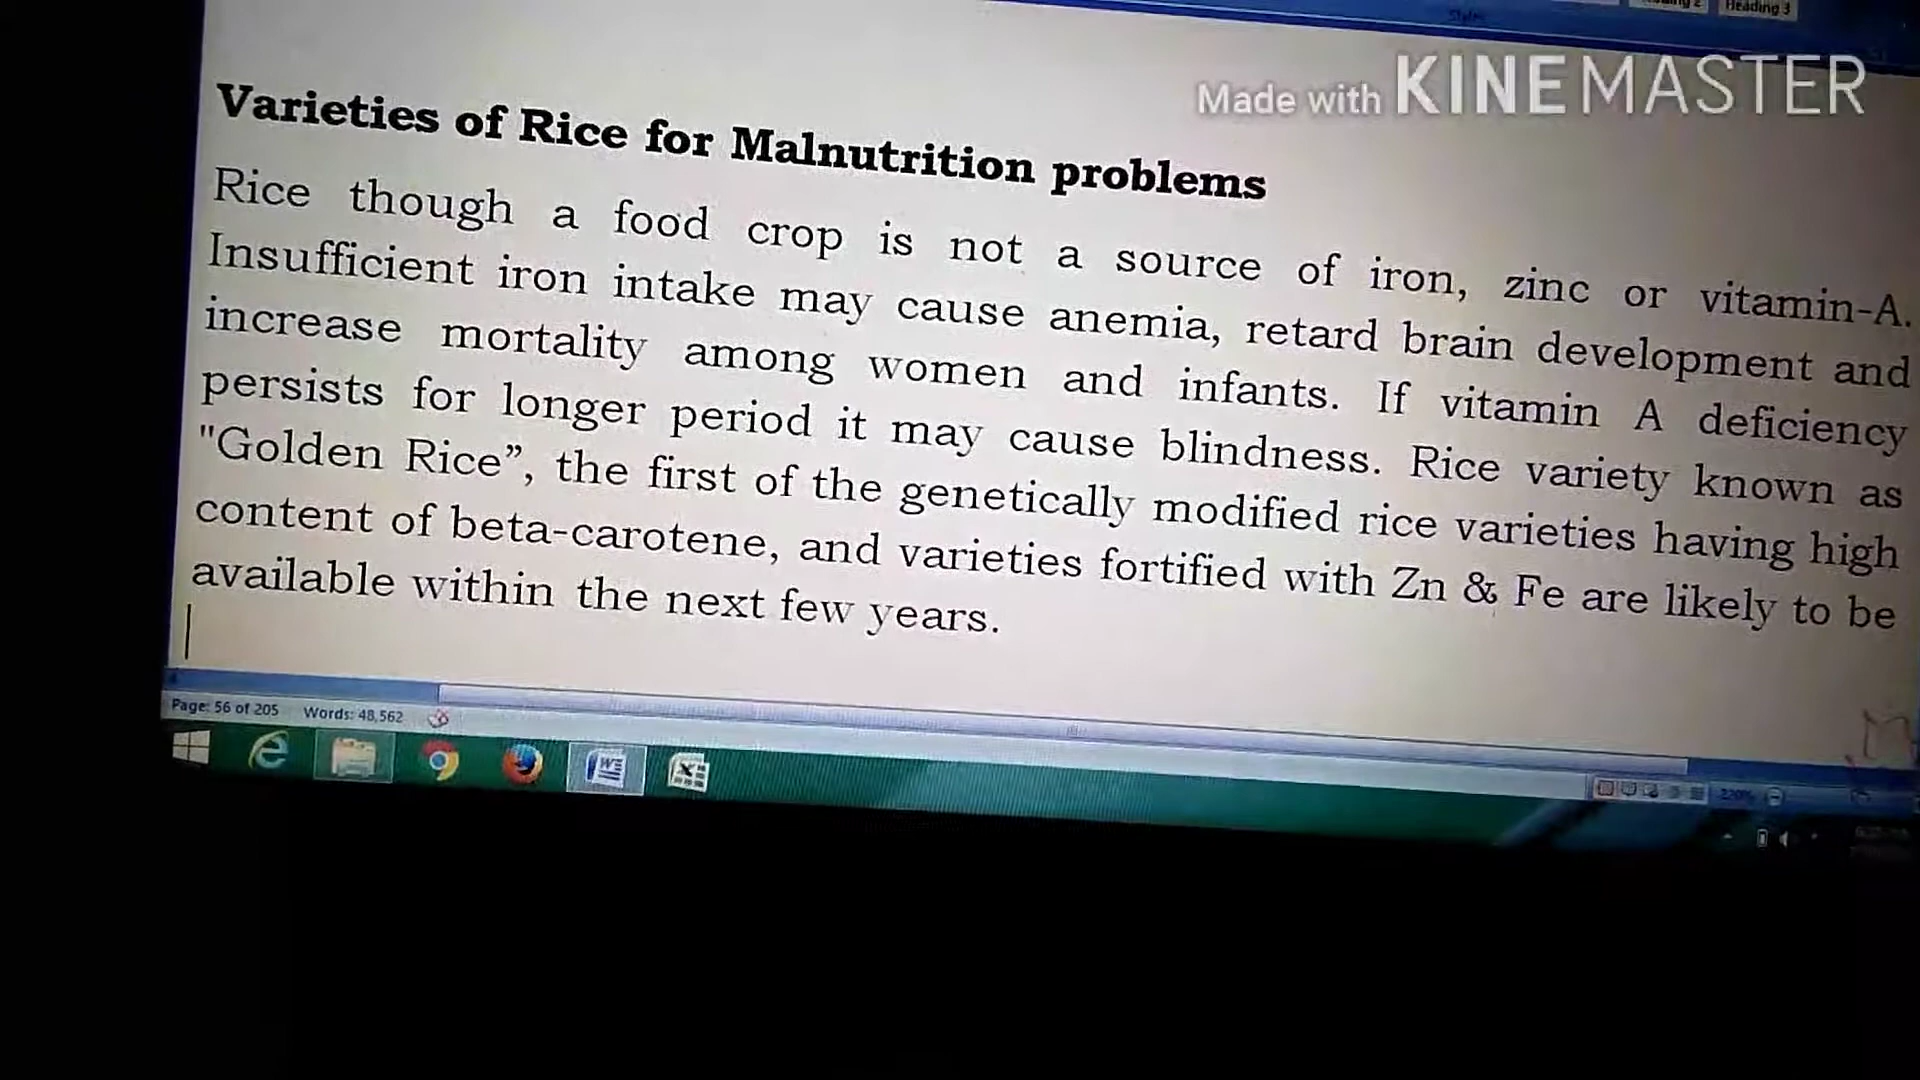 Heading 3
Styles
Made with KINEMASTER
Varieties of Rice for Malnutrition problems
Rice though a food crop is not a source of iron, zinc or vitamin-A.
Insufficient iron intake may cause anemia, retard brain development and
increase mortality among women and infants. If vitamin A deficiency
persists for longer period it may cause blindness. Rice variety known as
"Golden Rice”, the first of the genetically modified rice varieties having high
content of beta-carotene, and varieties fortified with Zn & Fe are likely to be
available within the next few years.
Page: 56 of 205 Words: 48,562
220%